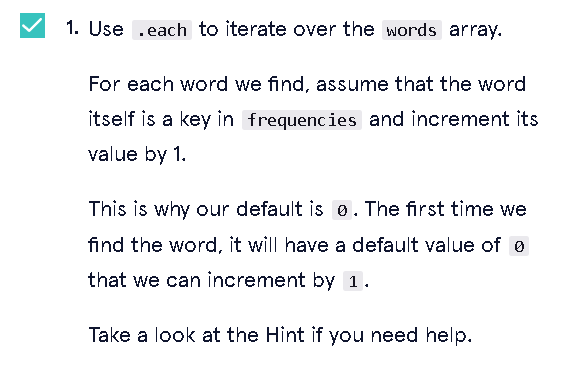 1. Use .each to iterate over the words array.
For each word we find, assume that the word
itself is a key in frequencies and increment its
value by 1.
This is why our default is 0. The first time we
find the word, it will have a default value of 0
that we can increment by 1.
Take a look at the Hint if you need help.